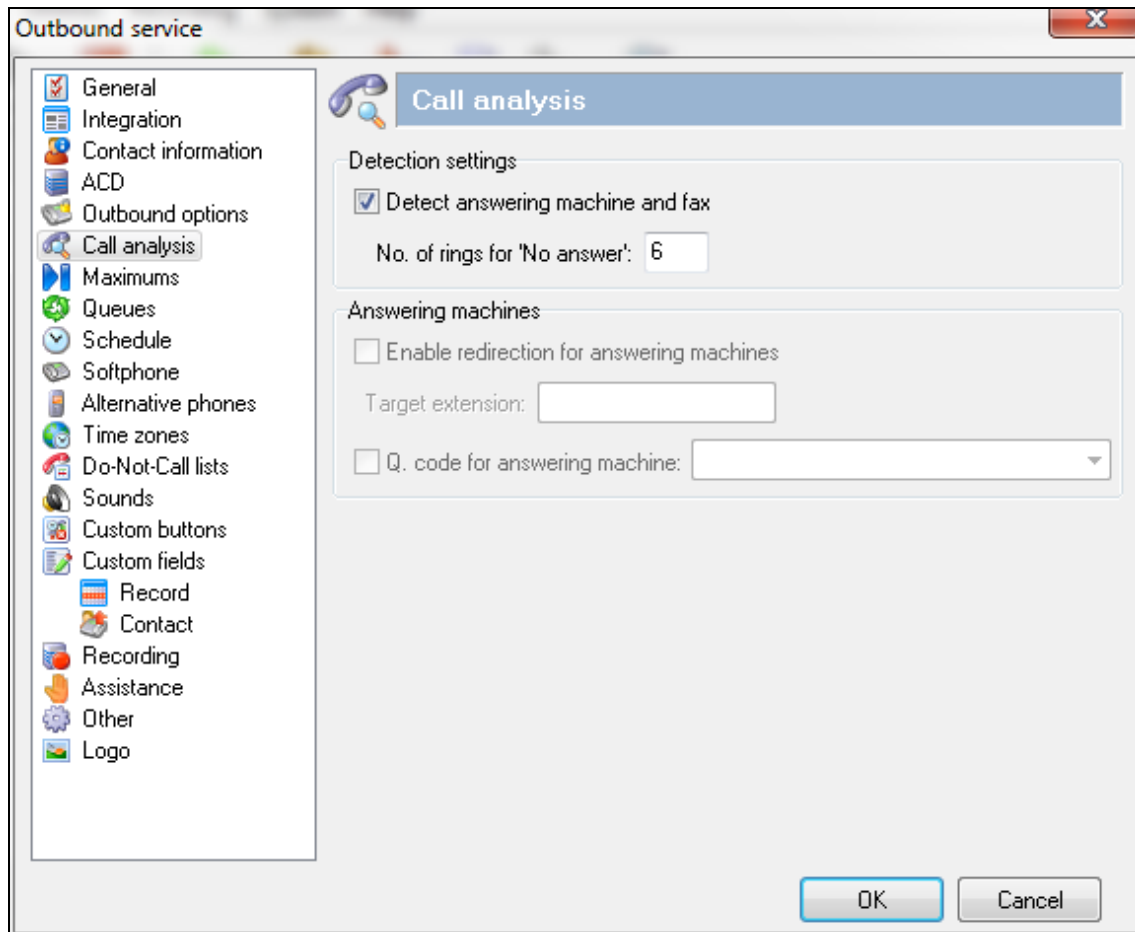 Outbound service
General
Integration
Contact information
ACD
Outbound options
Call analysis
Maximums
Queues
Schedule
Softphone
Alternative phones
Time zones
Do-Not-Call lists
Sounds
Custom buttons
Custom fields
Record
Contact
Recording
Assistance
Other
Logo
Call analysis
Detection settings
Detect answering machine and fax
No. of rings for 'No answer': 6
Answering machines
Enable redirection for answering machines
Target extension:
Q. code for answering machine:
OK Cancel